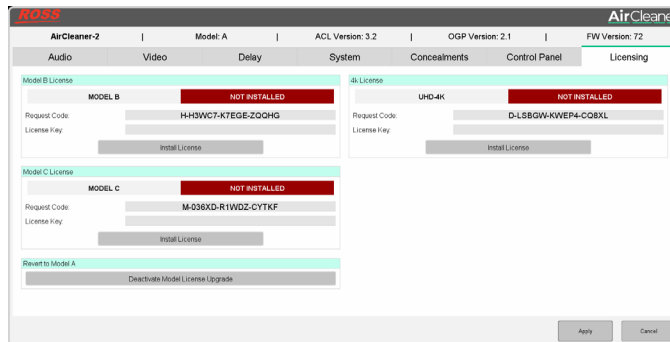 ROSS AirCleane
AirCleaner-2 | Model: A | ACL Version: 3.2 | OGP Version: 2.1 | FW Version: 72
Audio Video Delay System Concealments Control Panel Licensing
Model B License
MODEL B NOT INSTALLED
Request Code: H-H3WC7-K7EGE-ZQQHG
License Key:
Install License
4k License
UHD-4K NOT INSTALLED
Request Code: D-LSBGW-KWEP4-CQ8XL
License Key:
Install License
Model C License
MODEL C NOT INSTALLED
Request Code: M-036XD-R1WDZ-CYTKF
License Key:
Install License
Revert to Model A
Deactivate Model License Upgrade
Apply Cancel